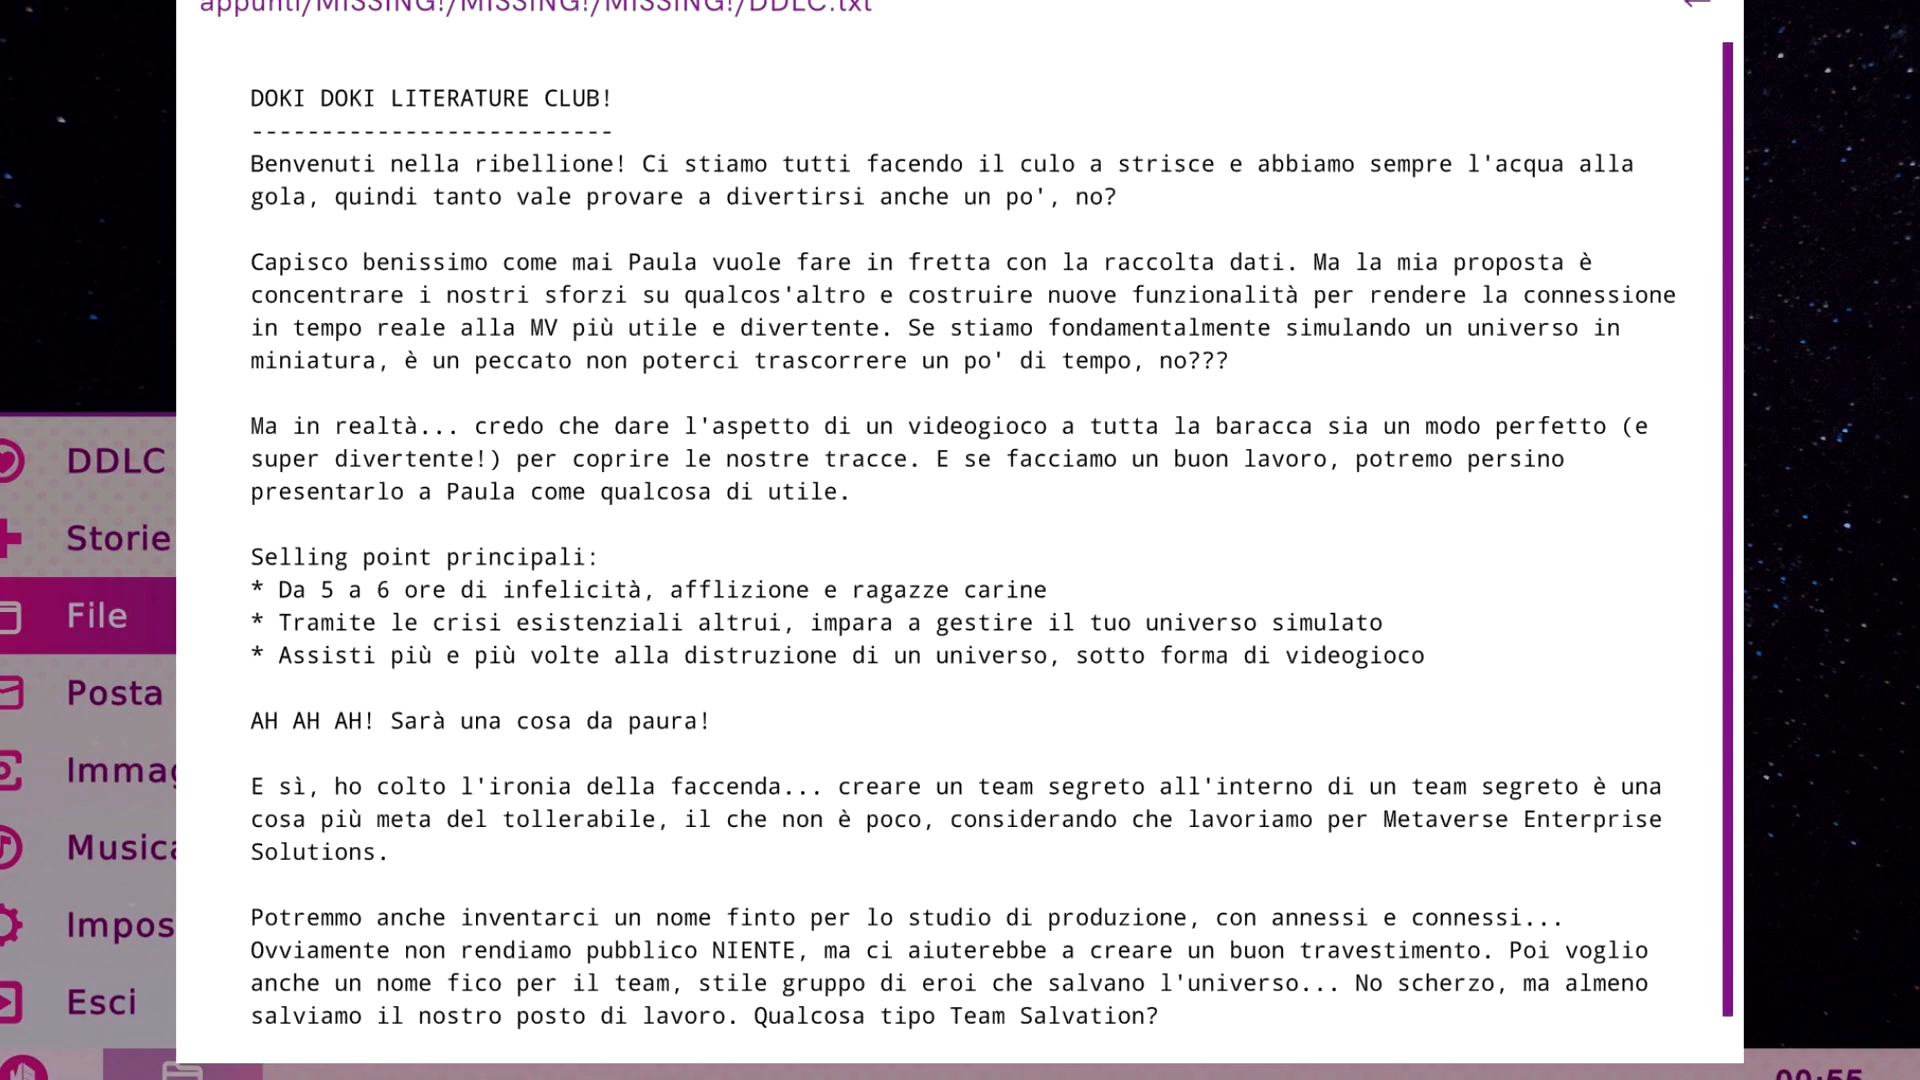 appunti/MISSING!/MISSING!/MISSING!/DDLC.txt
DOKI DOKI LITERATURE CLUB!
--------------------------
Benvenuti nella ribellione! Ci stiamo tutti facendo il culo a strisce e abbiamo sempre l'acqua alla
gola, quindi tanto vale provare a divertirsi anche un po', no?
Capisco benissimo come mai Paula vuole fare in fretta con la raccolta dati. Ma la mia proposta è
concentrare i nostri sforzi su qualcos'altro e costruire nuove funzionalità per rendere la connessione
in tempo reale alla MV più utile e divertente. Se stiamo fondamentalmente simulando un universo in
miniatura, è un peccato non poterci trascorrere un po' di tempo, no???
Ma in realtà... credo che dare l'aspetto di un videogioco a tutta la baracca sia un modo perfetto (e
super divertente!) per coprire le nostre tracce. E se facciamo un buon lavoro, potremo persino
presentarlo a Paula come qualcosa di utile.
Selling point principali:
* Da 5 a 6 ore di infelicità, afflizione e ragazze carine
* Tramite le crisi esistenziali altrui, impara a gestire il tuo universo simulato
* Assisti più e più volte alla distruzione di un universo, sotto forma di videogioco
AH AH AH! Sarà una cosa da paura!
E sì, ho colto l'ironia della faccenda... creare un team segreto all'interno di un team segreto è una
cosa più meta del tollerabile, il che non è poco, considerando che lavoriamo per Metaverse Enterprise
Solutions.
Potremmo anche inventarci un nome finto per lo studio di produzione, con annessi e connessi...
Ovviamente non rendiamo pubblico NIENTE, ma ci aiuterebbe a creare un buon travestimento. Poi voglio
anche un nome fico per il team, stile gruppo di eroi che salvano l'universo... No scherzo, ma almeno
salviamo il nostro posto di lavoro. Qualcosa tipo Team Salvation?
DDLC
Storie
File
Posta
Immag
Musica
Impos
Esci
00:55